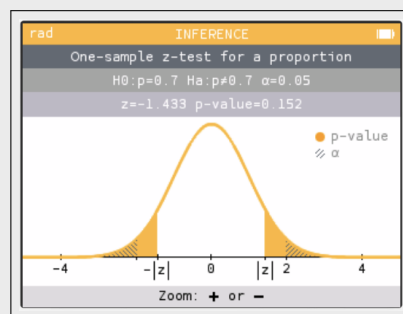 rad INFERENCE
One-sample z-test for a proportion
H0:p=0.7 Ha:p≠0.7 α=0.05
z=-1.433 p-value=0.152
p-value
α
-4 -|z| 0 |z| 2 4
Zoom: + or -